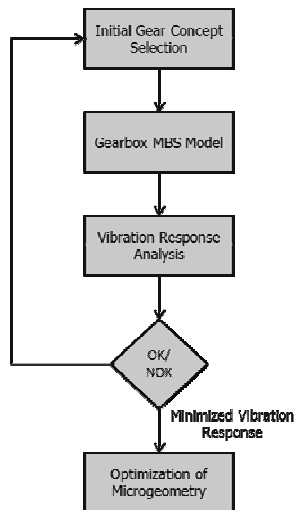 Initial Gear Concept
Selection
Gearbox MBS Model
Vibration Response
Analysis
OK/
NOK
Minimized Vibration
Response
Optimization of
Microgeometry